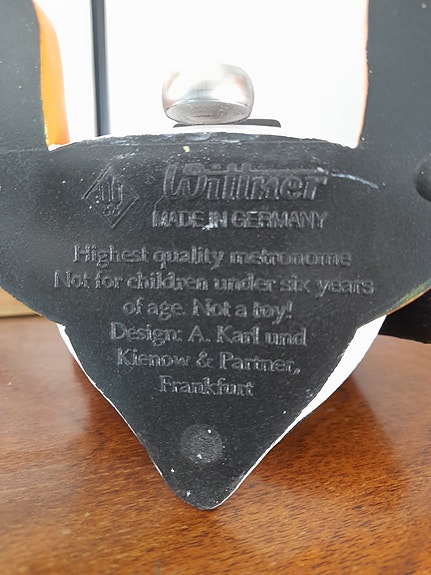 Wittner
MADE IN GERMANY
Highest quality metronome
Not for children under six years
of age. Not a toy!
Design: A. Karl und
Kienow & Partner,
Frankfurt